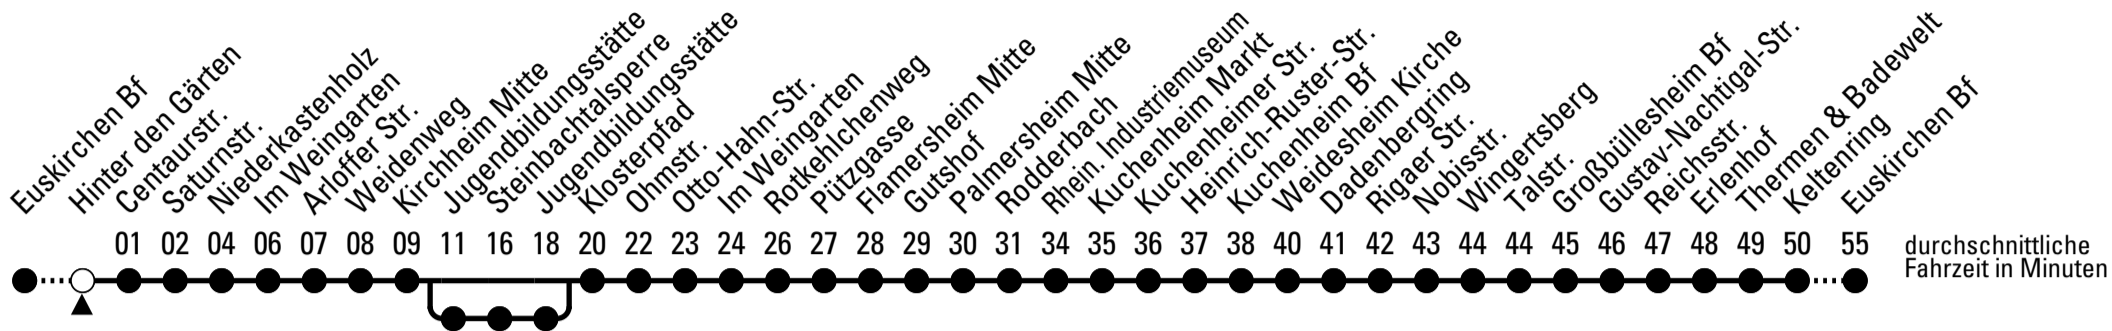 Euskirchen Bf
Hinter den Gärten
Centaurstr.
Saturnstr.
Niederkastenholz
Im Weingarten
Arloffer Str.
Weidenweg
Kirchheim Mitte
Jugendbildungsstätte
Steinbachtalsperre
Jugendbildungsstätte
Klosterpfad
Ohmstr.
Otto-Hahn-Str.
Im Weingarten
Rotkehlchenweg
Pützgasse
Flamersheim Mitte
Gutshof
Palmersheim Mitte
Rodderbach
Rhein. Industriemuseum
Kuchenheim Markt
Kuchenheimer Str.
Heinrich-Ruster-Str.
Kuchenheim Bf
Weidesheim Kirche
Dadenbergring
Rigaer Str.
Nobisstr.
Wingertsberg
Talstr.
Großbüllesheim Bf
Gustav-Nachtigal-Str.
Reichsstr.
Erlenhof
Thermen & Badewelt
Keltenring
Euskirchen Bf
01 02 04 06 07 08 09 11 16 18 20 22 23 24 26 27 28 29 30 31 34 35 36 37 38 40 41 42 43 44 44 45 46 47 48 49 50 55
durchschnittliche
Fahrzeit in Minuten